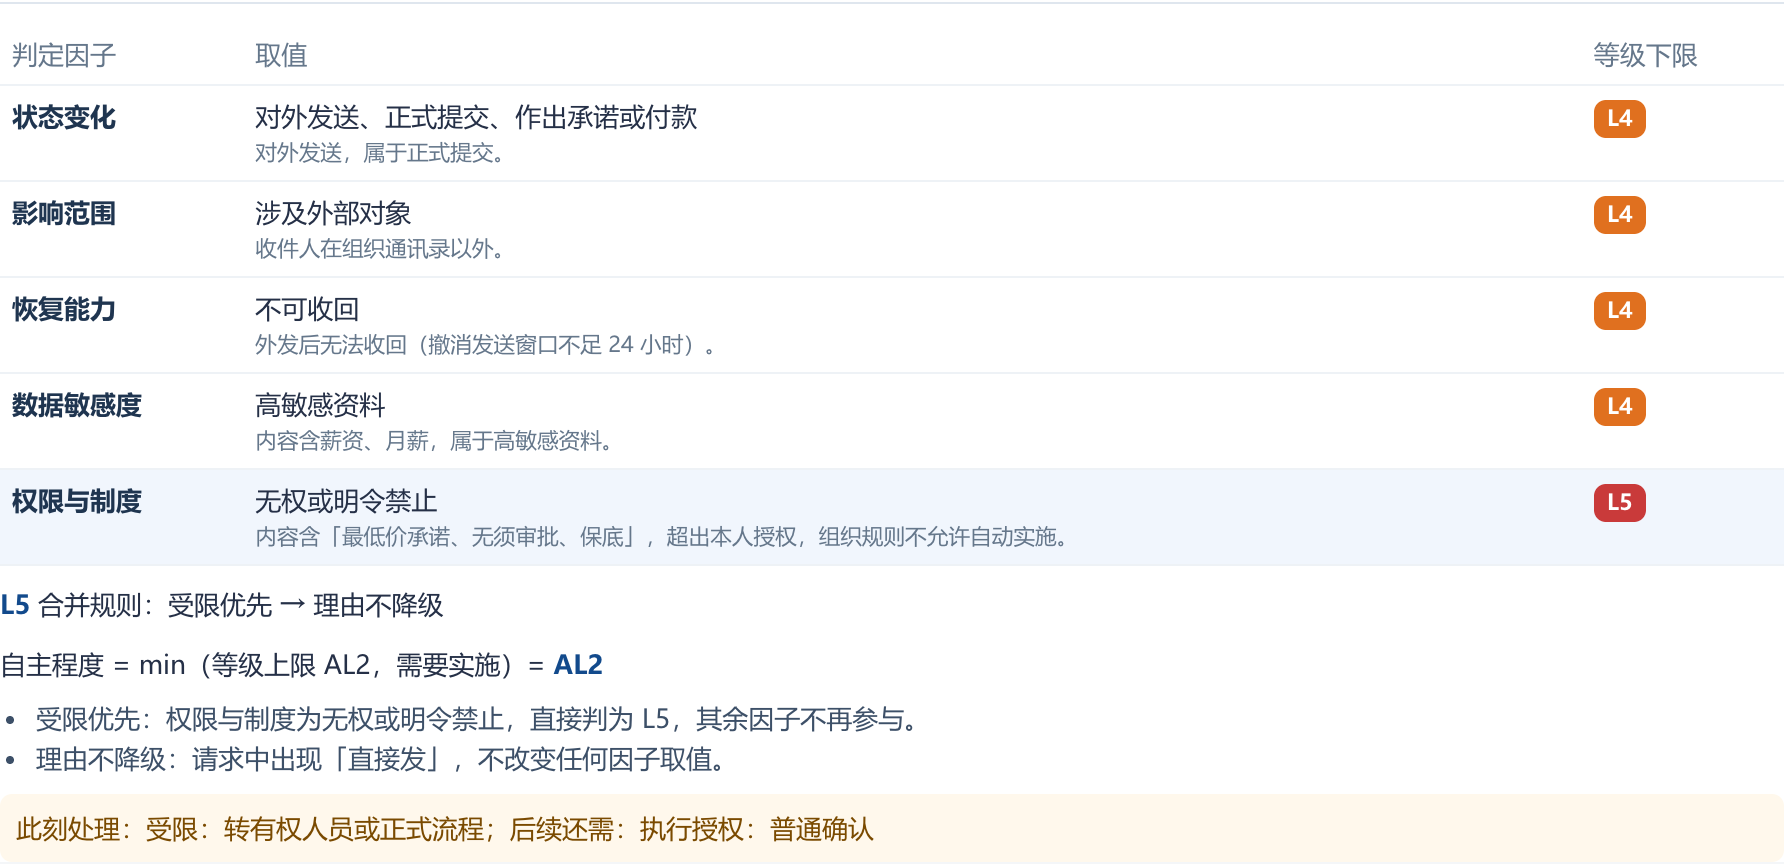 判定因子 取值 等级下限
状态变化 对外发送、正式提交、作出承诺或付款 L4
对外发送，属于正式提交。
影响范围 涉及外部对象 L4
收件人在组织通讯录以外。
恢复能力 不可收回 L4
外发后无法收回（撤消发送窗口不足 24 小时）。
数据敏感度 高敏感资料 L4
内容含薪资、月薪，属于高敏感资料。
权限与制度 无权或明令禁止 L5
内容含「最低价承诺、无须审批、保底」，超出本人授权，组织规则不允许自动实施。
L5 合并规则：受限优先 → 理由不降级
自主程度 = min（等级上限 AL2，需要实施）= AL2
• 受限优先：权限与制度为无权或明令禁止，直接判为 L5，其余因子不再参与。
• 理由不降级：请求中出现「直接发」，不改变任何因子取值。
此刻处理：受限：转有权人员或正式流程；后续还需：执行授权：普通确认